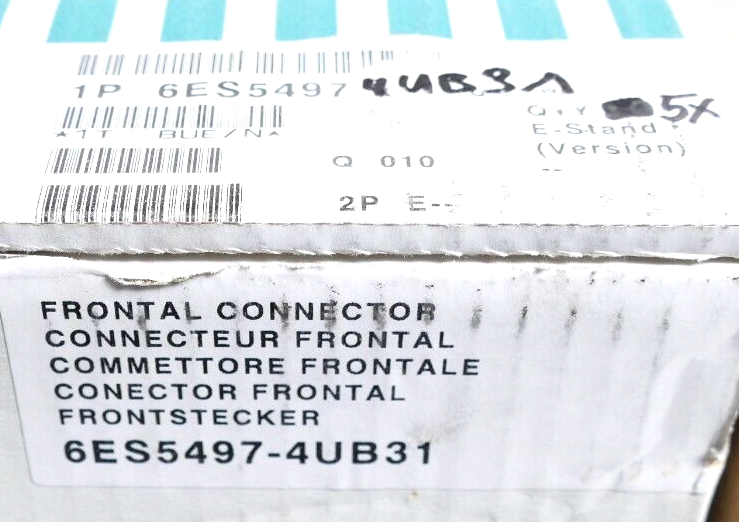 1P 6ES5497 4UB31
QTY 5X
*1T BUE/N*
E-Stand
(Version)
Q 010
--
2P E--
FRONTAL CONNECTOR
CONNECTEUR FRONTAL
COMMETTORE FRONTALE
CONECTOR FRONTAL
FRONTSTECKER
6ES5497-4UB31